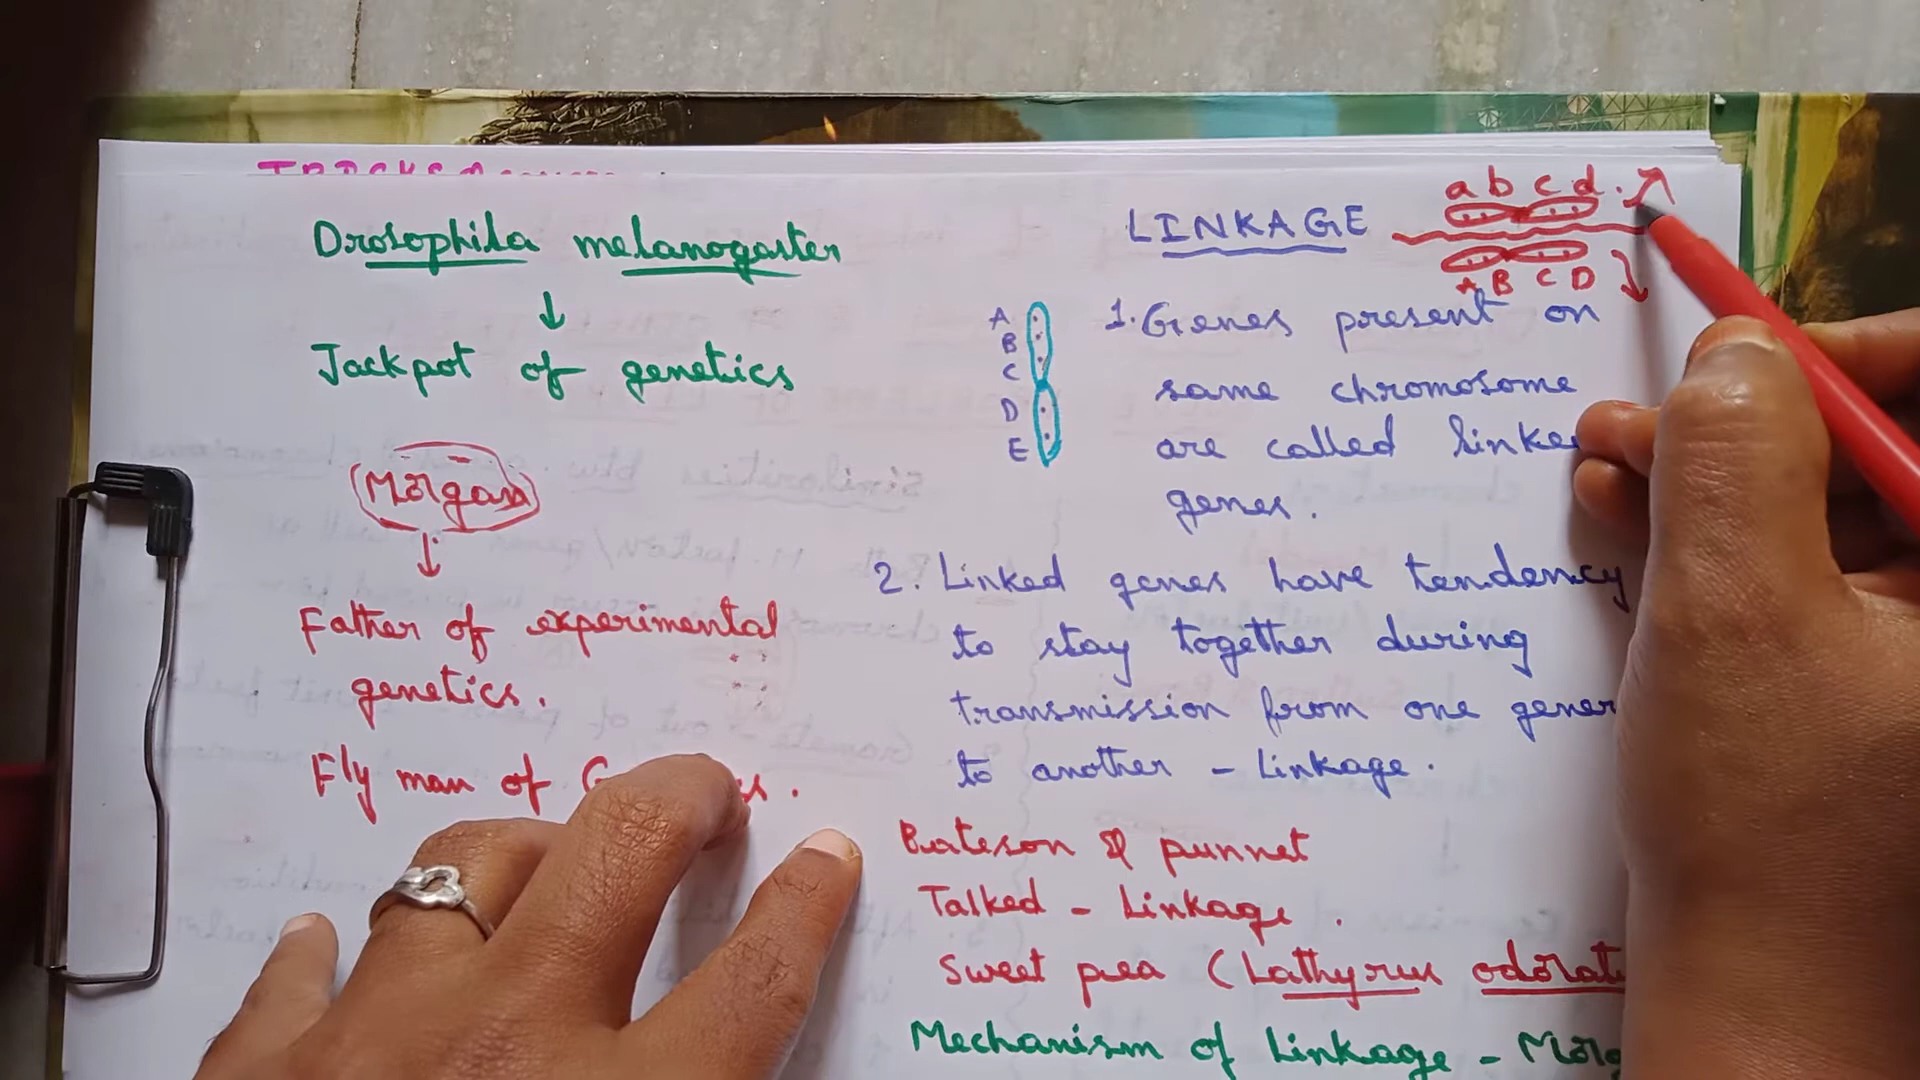 Drosophila melanogaster
↓
Jackpot of genetics
Morgan
↓
Father of experimental
genetics.
Fly man of
LINKAGE
a b c d
A B C D
A
B
C
D
E
1. Genes present on
same chromosome
are called
genes.
2. Linked genes have tendency
to stay together during
transmission from one
to another - Linkage.
Bateson & punnet
Talked - Linkage.
Sweet pea (Lathyrus
Mechanism of Linkage -